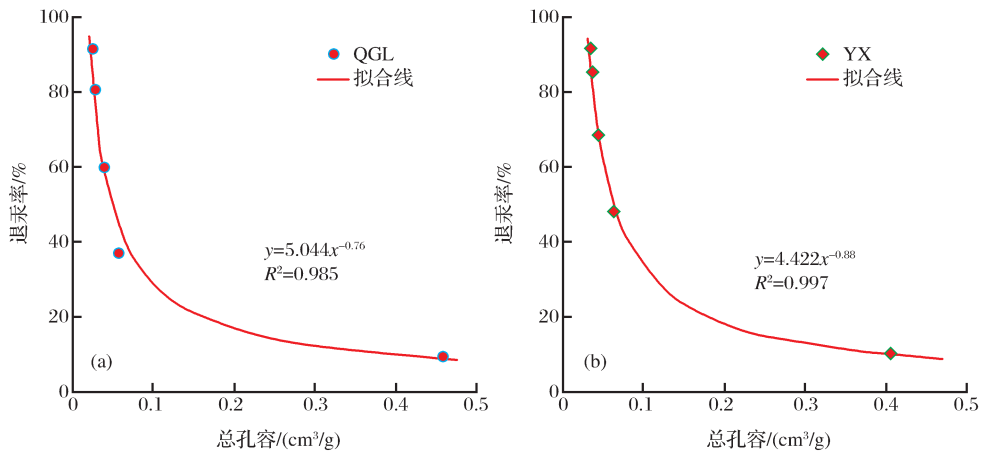 100
80
60
40
20
0
退汞率/%
QGL
拟合线
y=5.044x⁻⁰·⁷⁶
R²=0.985
(a)
0 0.1 0.2 0.3 0.4 0.5
总孔容/(cm³/g)
100
80
60
40
20
0
退汞率/%
YX
拟合线
y=4.422x⁻⁰·⁸⁸
R²=0.997
(b)
0 0.1 0.2 0.3 0.4 0.5
总孔容/(cm³/g)